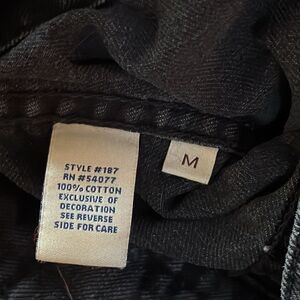 STYLE #187
RN #54077
100% COTTON
EXCLUSIVE OF
DECORATION
SEE REVERSE
SIDE FOR CARE
M